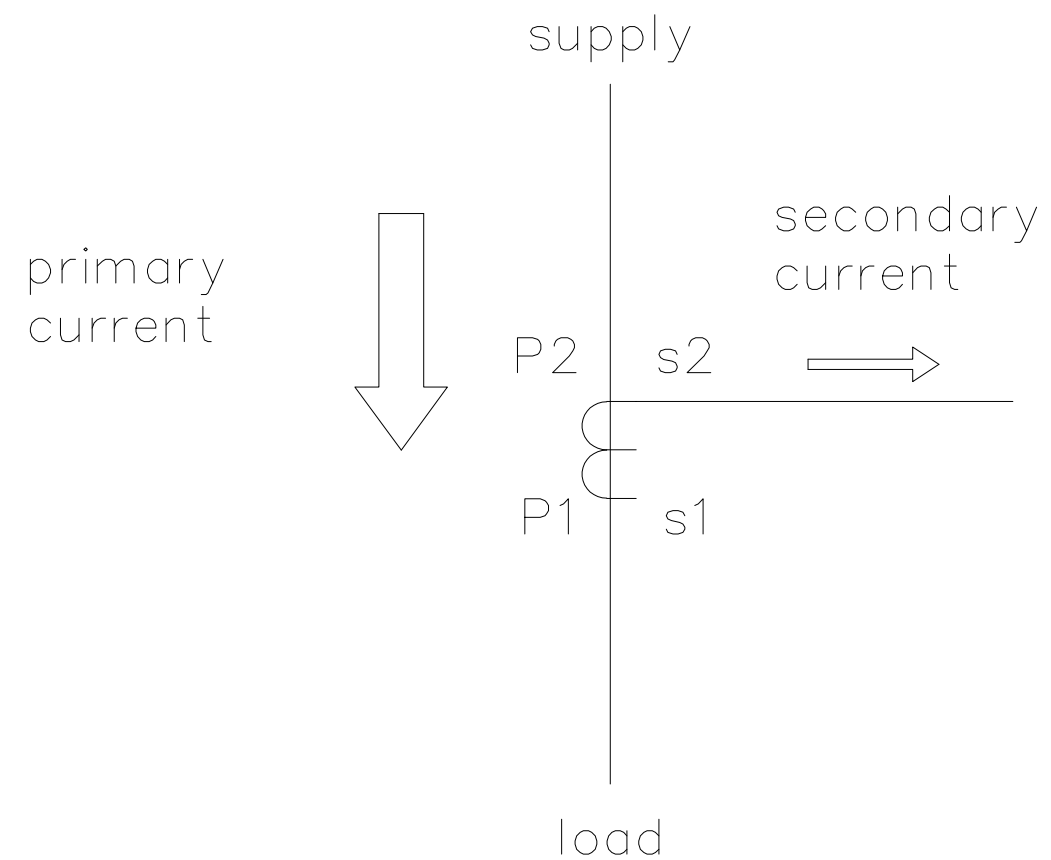 supply
secondary
current
primary
current
P2
s2
P1
s1
load